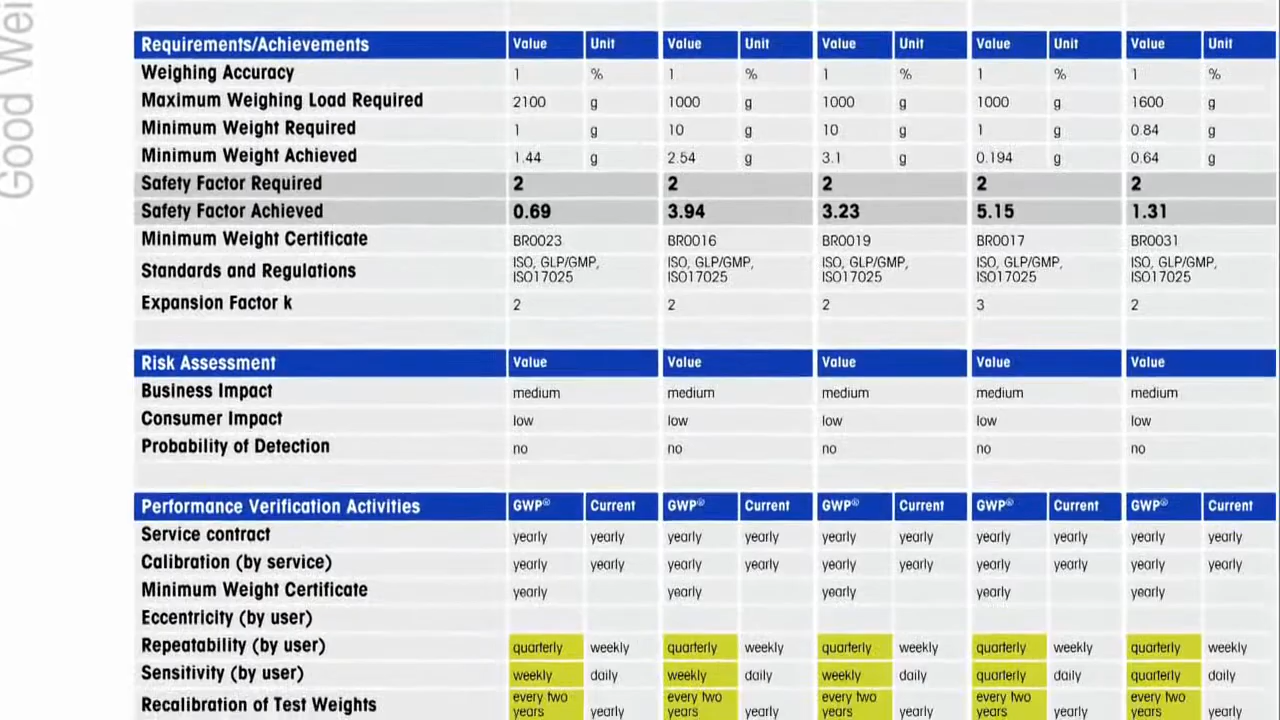 Good Wei
Requirements/Achievements Value Unit Value Unit Value Unit Value Unit Value Unit
Weighing Accuracy 1 % 1 % 1 % 1 % 1 %
Maximum Weighing Load Required 2100 g 1000 g 1000 g 1000 g 1600 g
Minimum Weight Required 1 g 10 g 10 g 1 g 0.84 g
Minimum Weight Achieved 1.44 g 2.54 g 3.1 g 0.194 g 0.64 g
Safety Factor Required 2 2 2 2 2
Safety Factor Achieved 0.69 3.94 3.23 5.15 1.31
Minimum Weight Certificate BR0023 BR0016 BR0019 BR0017 BR0031
Standards and Regulations ISO, GLP/GMP, ISO17025 ISO, GLP/GMP, ISO17025 ISO, GLP/GMP, ISO17025 ISO, GLP/GMP, ISO17025 ISO, GLP/GMP, ISO17025
Expansion Factor k 2 2 2 3 2
Risk Assessment Value Value Value Value Value
Business Impact medium medium medium medium medium
Consumer Impact low low low low low
Probability of Detection no no no no no
Performance Verification Activities GWP® Current GWP® Current GWP® Current GWP® Current GWP® Current
Service contract yearly yearly yearly yearly yearly yearly yearly yearly yearly yearly
Calibration (by service) yearly yearly yearly yearly yearly yearly yearly yearly yearly yearly
Minimum Weight Certificate yearly yearly yearly yearly
Eccentricity (by user)
Repeatability (by user) quarterly weekly quarterly weekly quarterly weekly quarterly weekly quarterly weekly
Sensitivity (by user) weekly daily weekly daily weekly daily quarterly daily quarterly daily
Recalibration of Test Weights every two years yearly every two years yearly every two years yearly every two years yearly every two years yearly